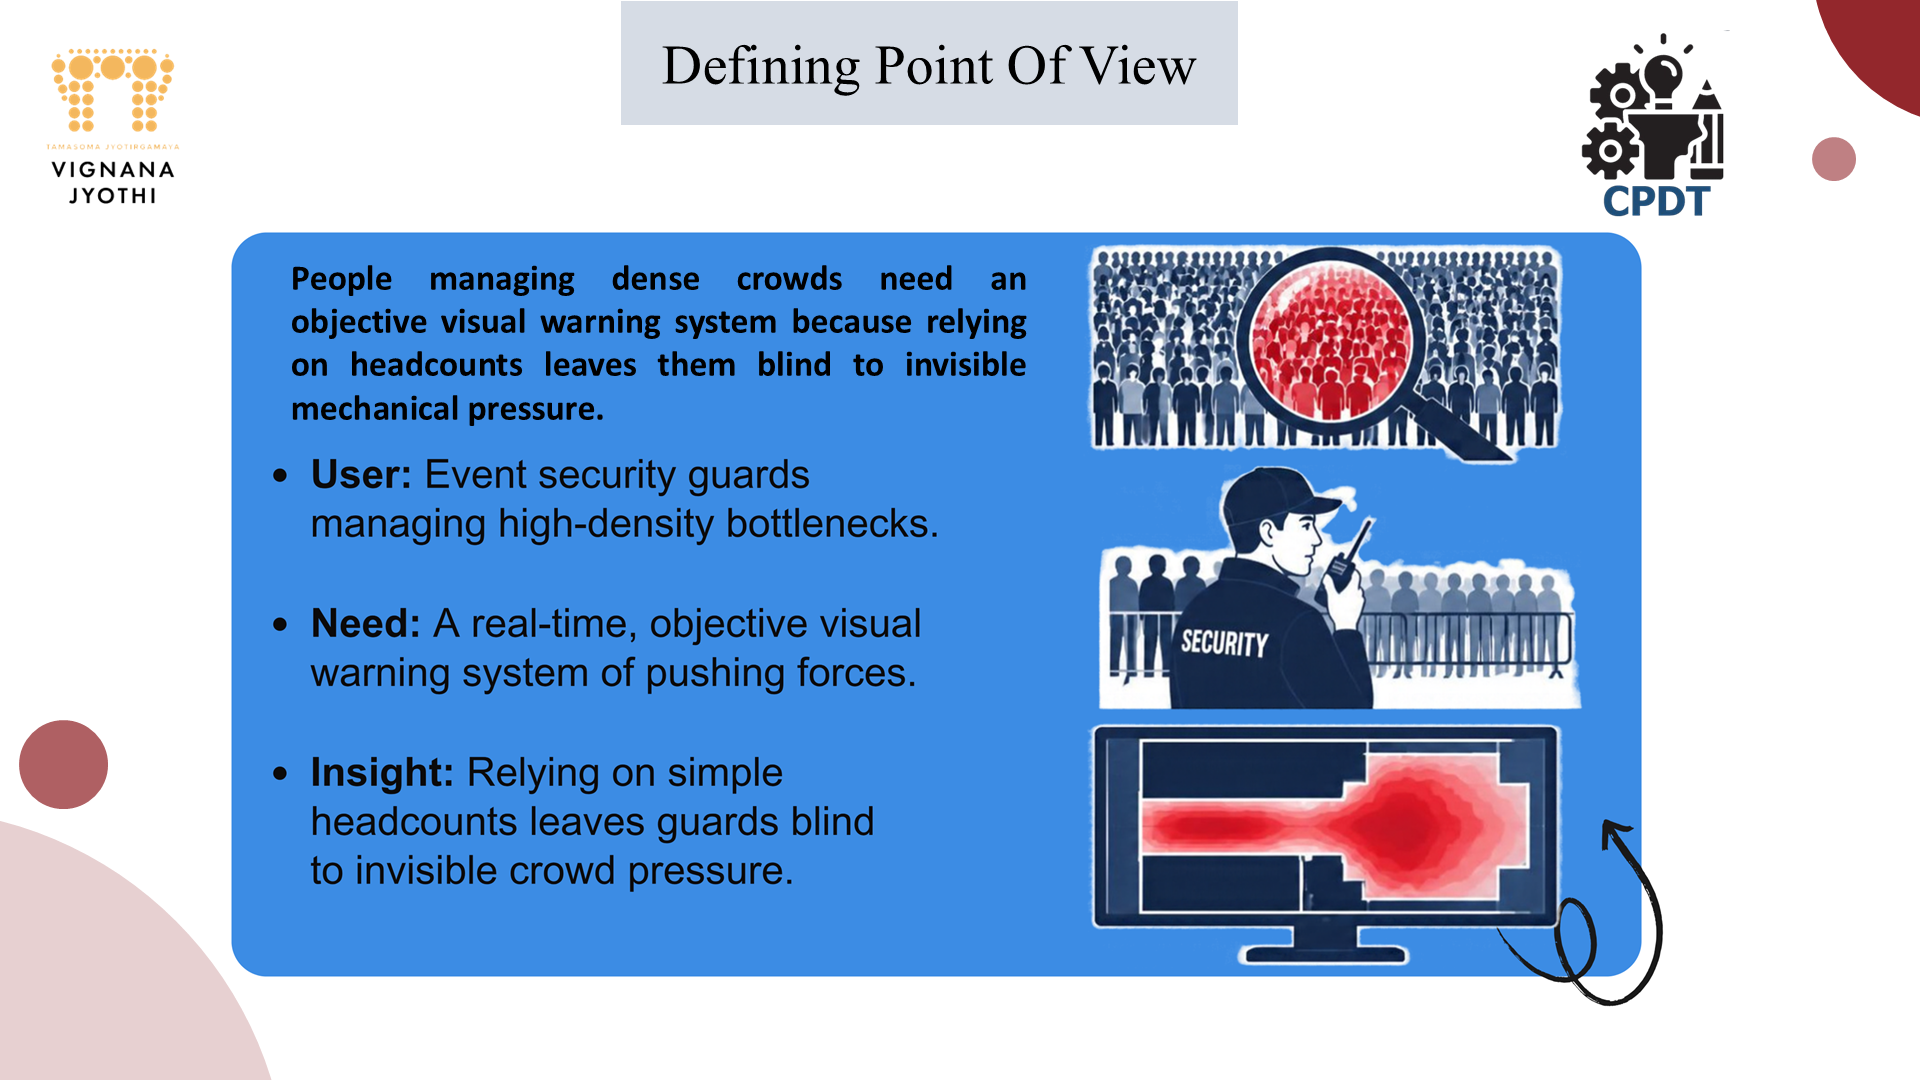 Defining Point Of View
TAMASOMA JYOTIRGAMAYA
VIGNANA
JYOTHI
CPDT
People managing dense crowds need an
objective visual warning system because relying
on headcounts leaves them blind to invisible
mechanical pressure.
• User: Event security guards
managing high-density bottlenecks.
• Need: A real-time, objective visual
warning system of pushing forces.
• Insight: Relying on simple
headcounts leaves guards blind
to invisible crowd pressure.
SECURITY